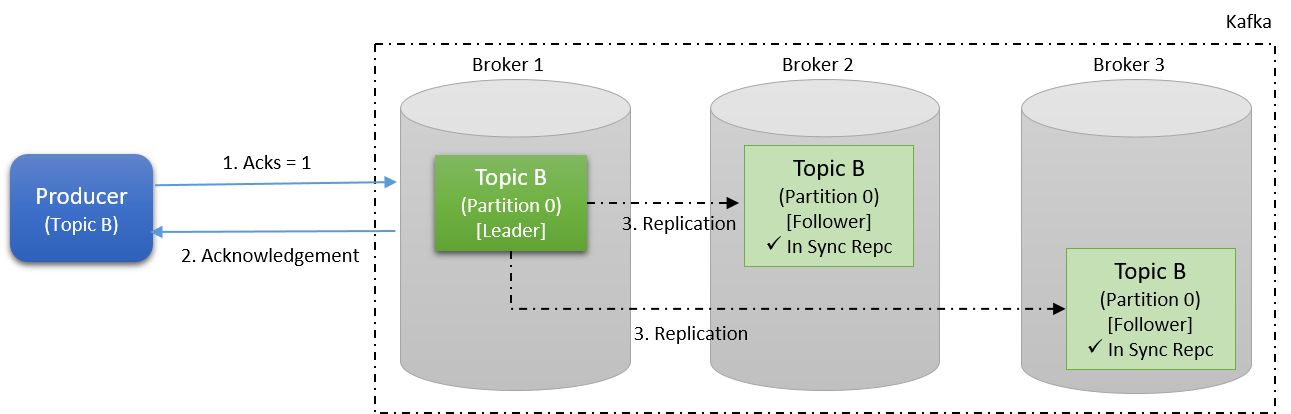 Kafka
Broker 1
Broker 2
Broker 3
1. Acks = 1
Producer
(Topic B)
2. Acknowledgement
Topic B
(Partition 0)
[Leader]
3. Replication
Topic B
(Partition 0)
[Follower]
✓ In Sync Repc
3. Replication
Topic B
(Partition 0)
[Follower]
✓ In Sync Repc